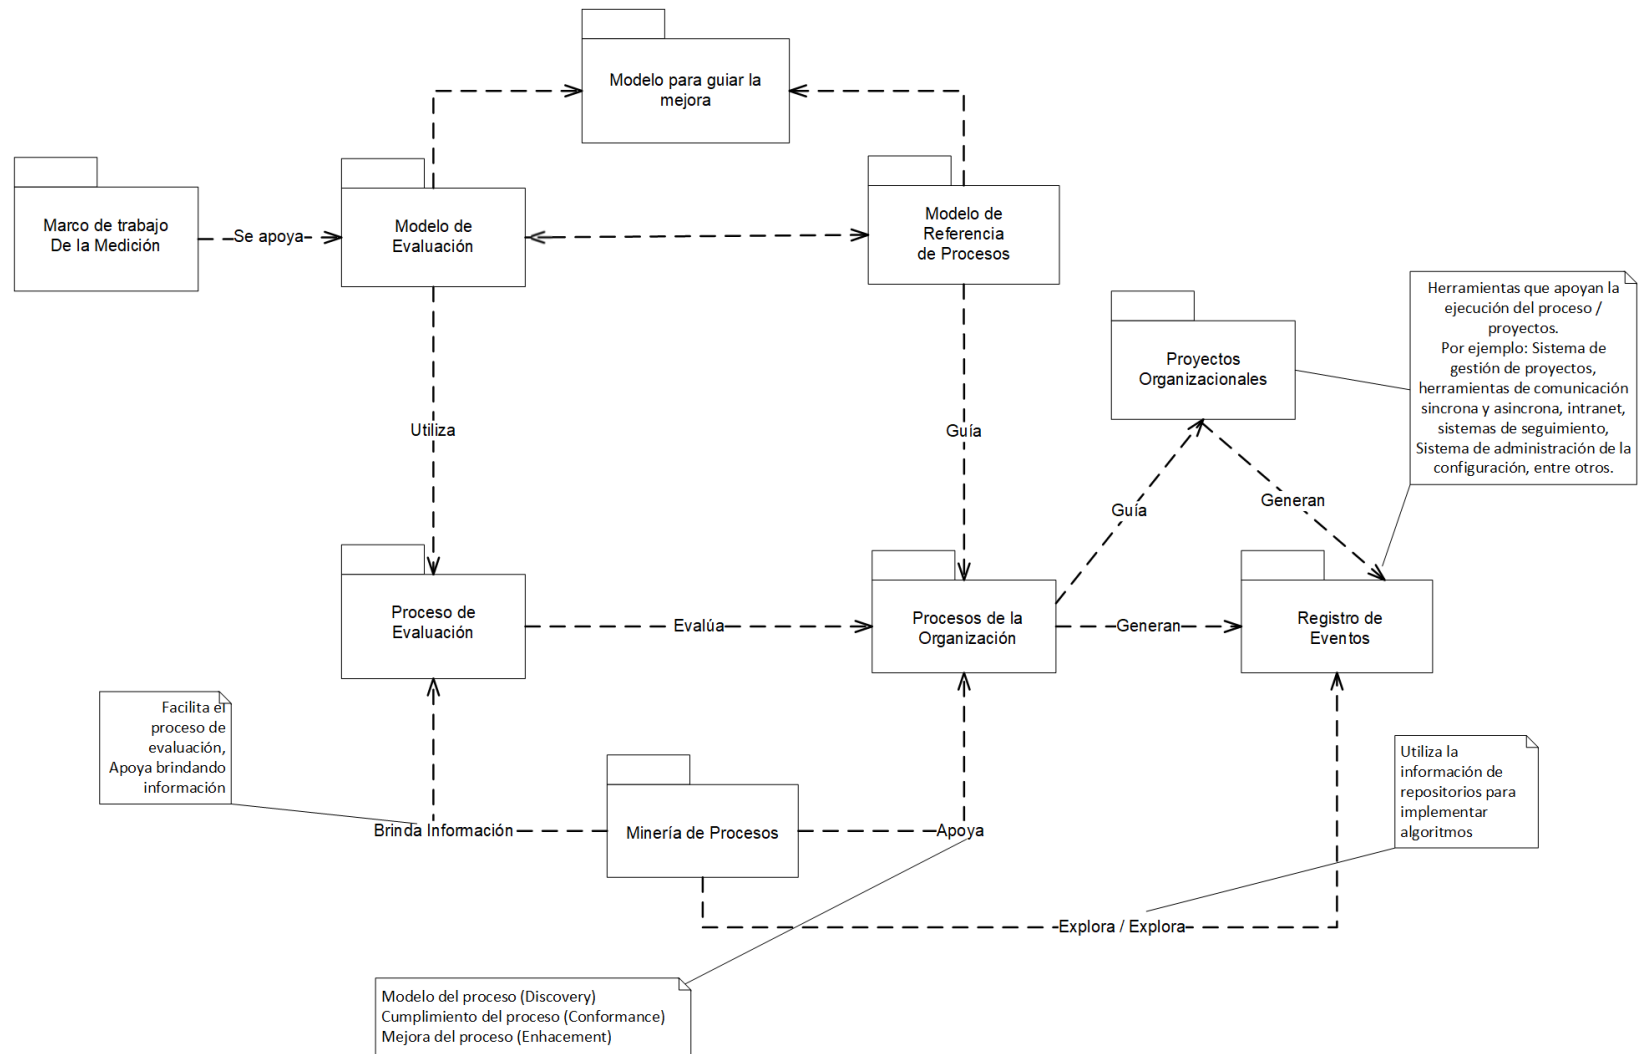 Modelo para guiar la
mejora
Marco de trabajo
De la Medición
Se apoya
Modelo de
Evaluación
Modelo de
Referencia
de Procesos
Herramientas que apoyan la
ejecución del proceso /
proyectos.
Por ejemplo: Sistema de
gestión de proyectos,
herramientas de comunicación
sincrona y asincrona, intranet,
sistemas de seguimiento,
Sistema de administración de la
configuración, entre otros.
Proyectos
Organizacionales
Utiliza
Guía
Guía
Generan
Proceso de
Evaluación
Evalúa
Procesos de la
Organización
Generan
Registro de
Eventos
Facilita el
proceso de
evaluación,
Apoya brindando
información
Utiliza la
información de
repositorios para
implementar
algoritmos
Brinda Información
Minería de Procesos
Apoya
Explora / Explora
Modelo del proceso (Discovery)
Cumplimiento del proceso (Conformance)
Mejora del proceso (Enhacement)